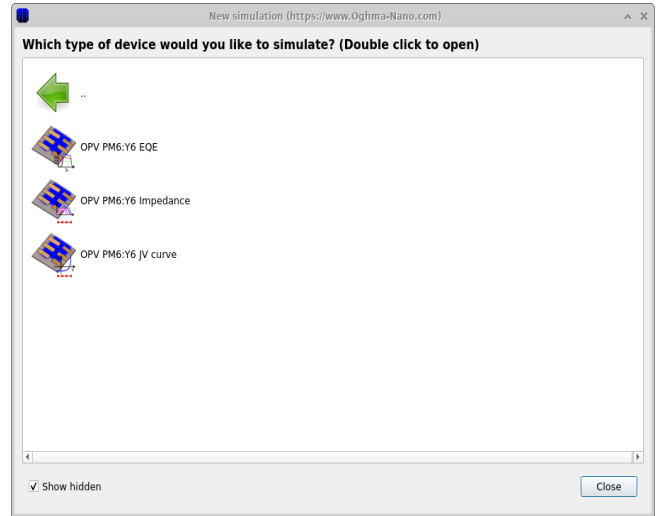 New simulation (https://www.Oghma-Nano.com)
Which type of device would you like to simulate? (Double click to open)
..
OPV PM6:Y6 EQE
OPV PM6:Y6 Impedance
OPV PM6:Y6 JV curve
Show hidden
Close